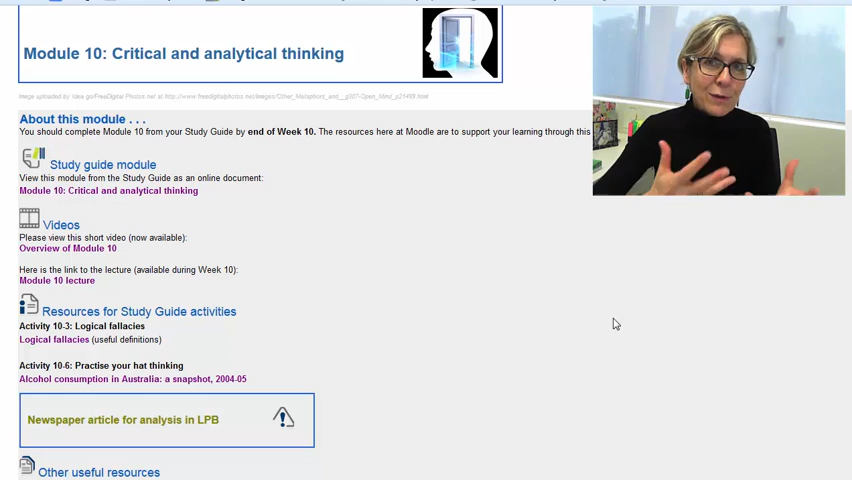 Module 10: Critical and analytical thinking
About this module . . .
You should complete Module 10 from your Study Guide by end of Week 10. The resources here at Moodle are to support your learning through this
Study guide module
View this module from the Study Guide as an online document:
Module 10: Critical and analytical thinking
Videos
Please view this short video (now available):
Overview of Module 10
Here is the link to the lecture (available during Week 10):
Module 10 lecture
Resources for Study Guide activities
Activity 10-3: Logical fallacies
Logical fallacies (useful definitions)
Activity 10-6: Practise your hat thinking
Alcohol consumption in Australia: a snapshot, 2004-05
Newspaper article for analysis in LPB
Other useful resources